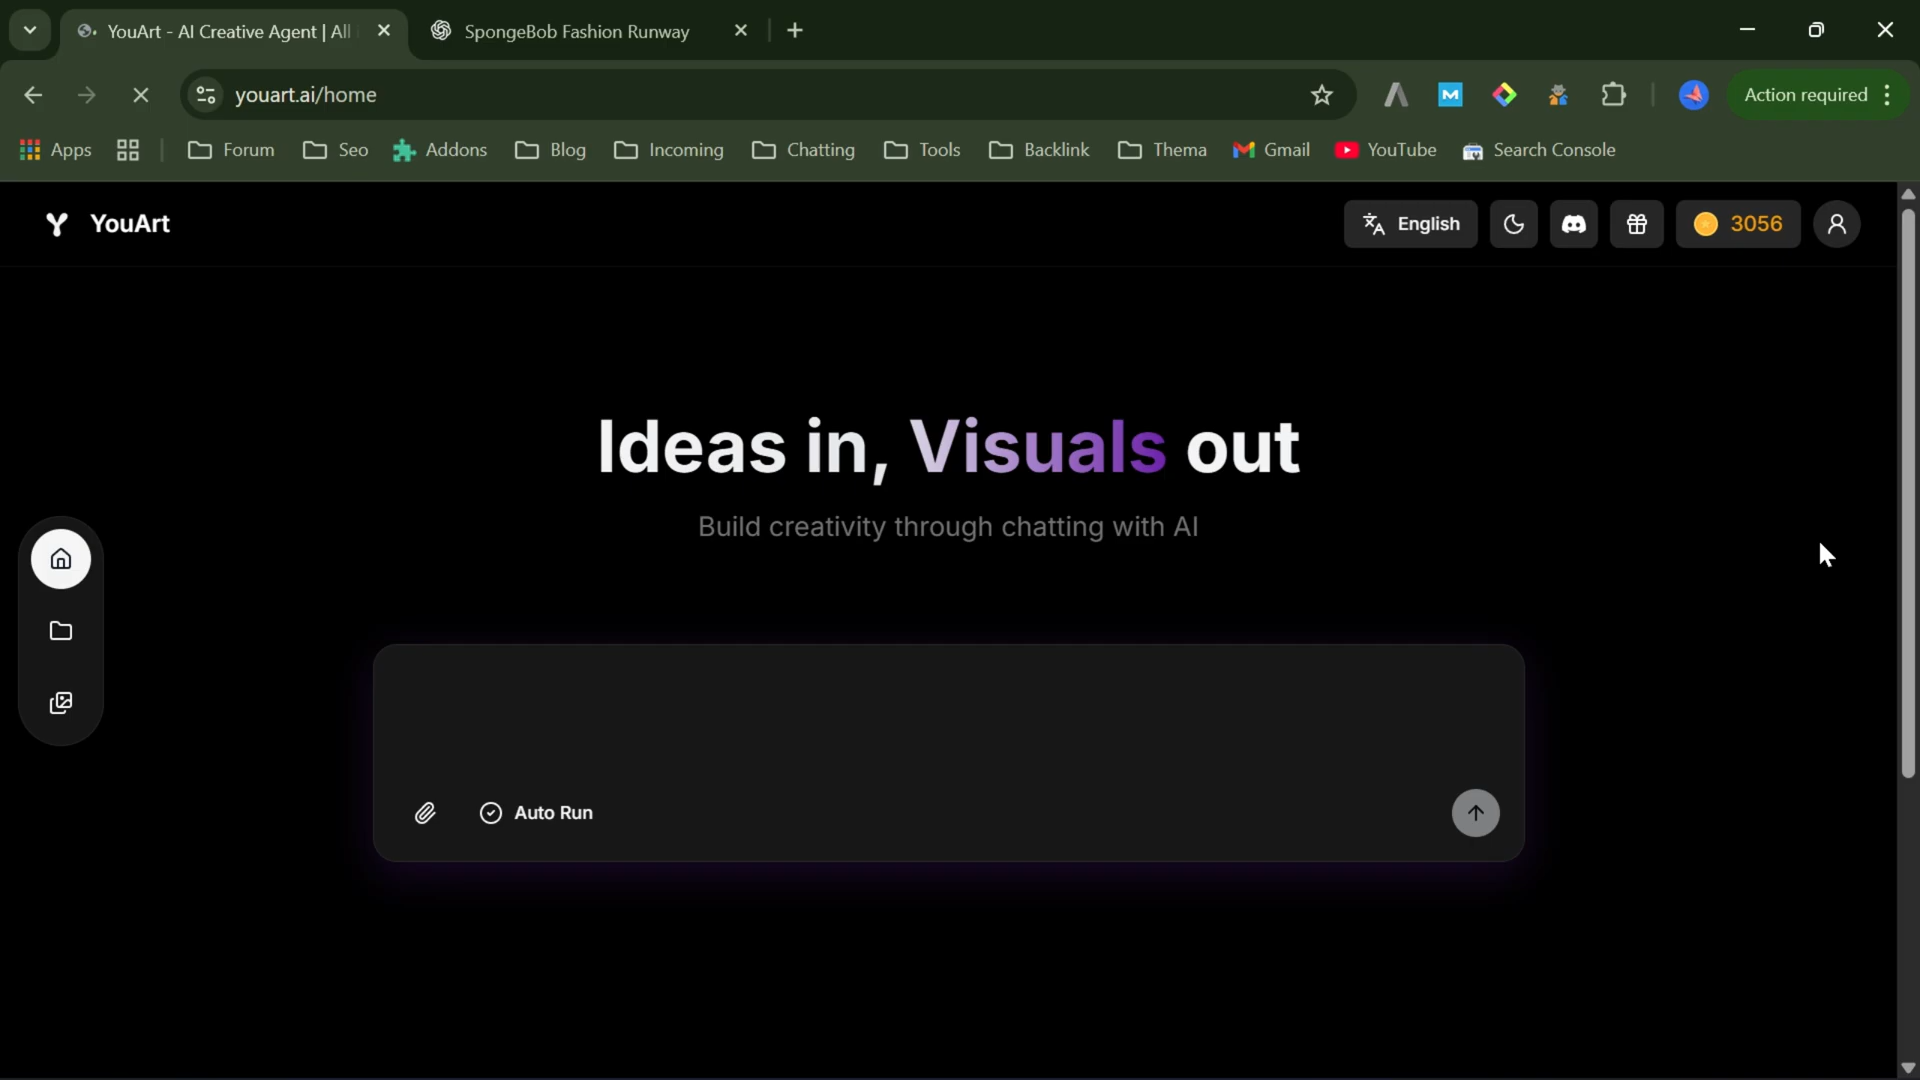 YouArt - AI Creative Agent | All
SpongeBob Fashion Runway
youart.ai/home
Action required
Apps
Forum
Seo
Addons
Blog
Incoming
Chatting
Tools
Backlink
Thema
Gmail
YouTube
Search Console
YouArt
English
3056
Ideas in, Visuals out
Build creativity through chatting with AI
Auto Run